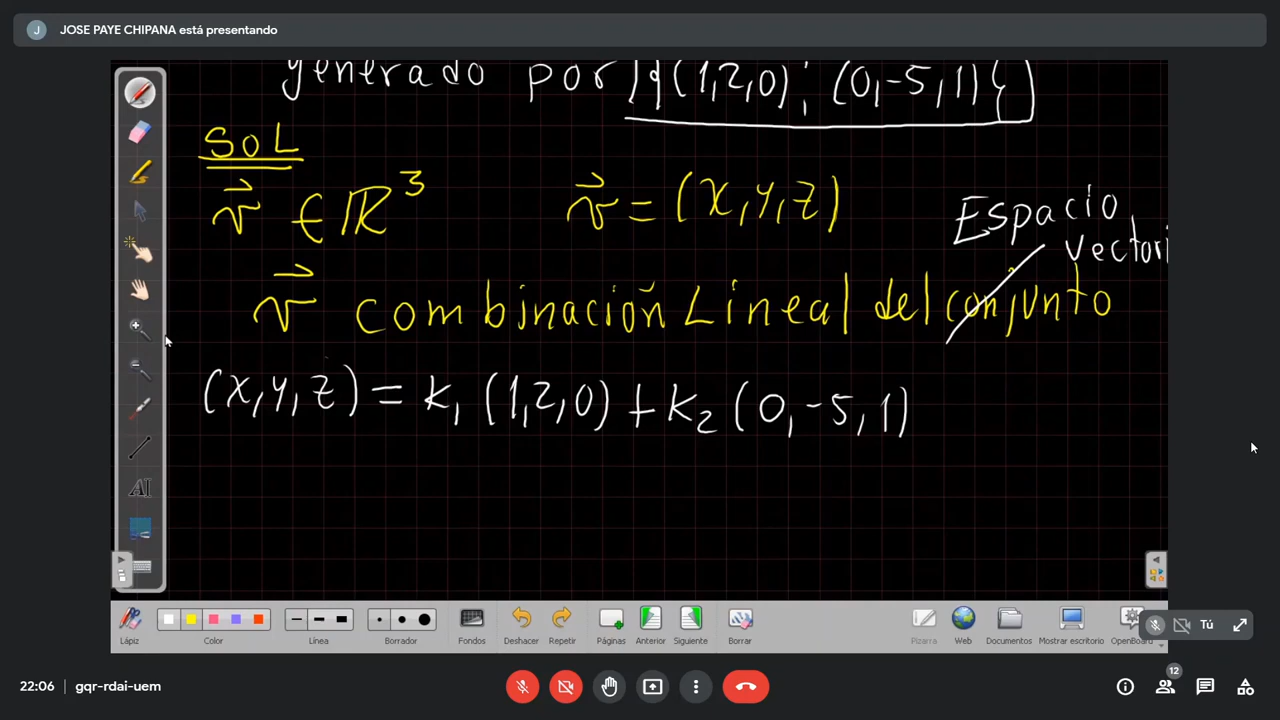 J JOSE PAYE CHIPANA está presentando
generado por {(1,2,0); (0,-5,1)}
SOL
v⃗ ∈ ℝ³ v⃗ = (x,y,z)
Espacio
vectori
v⃗ combinación Lineal del conjunto
(x,y,z) = k₁ (1,2,0) + k₂ (0,-5,1)
Lápiz Color Línea Borrador Fondos Deshacer Repetir Páginas Anterior Siguiente Borrar Pizarra Web Documentos Mostrar escritorio OpenBoard Tú
22:06 | gqr-rdai-uem 12